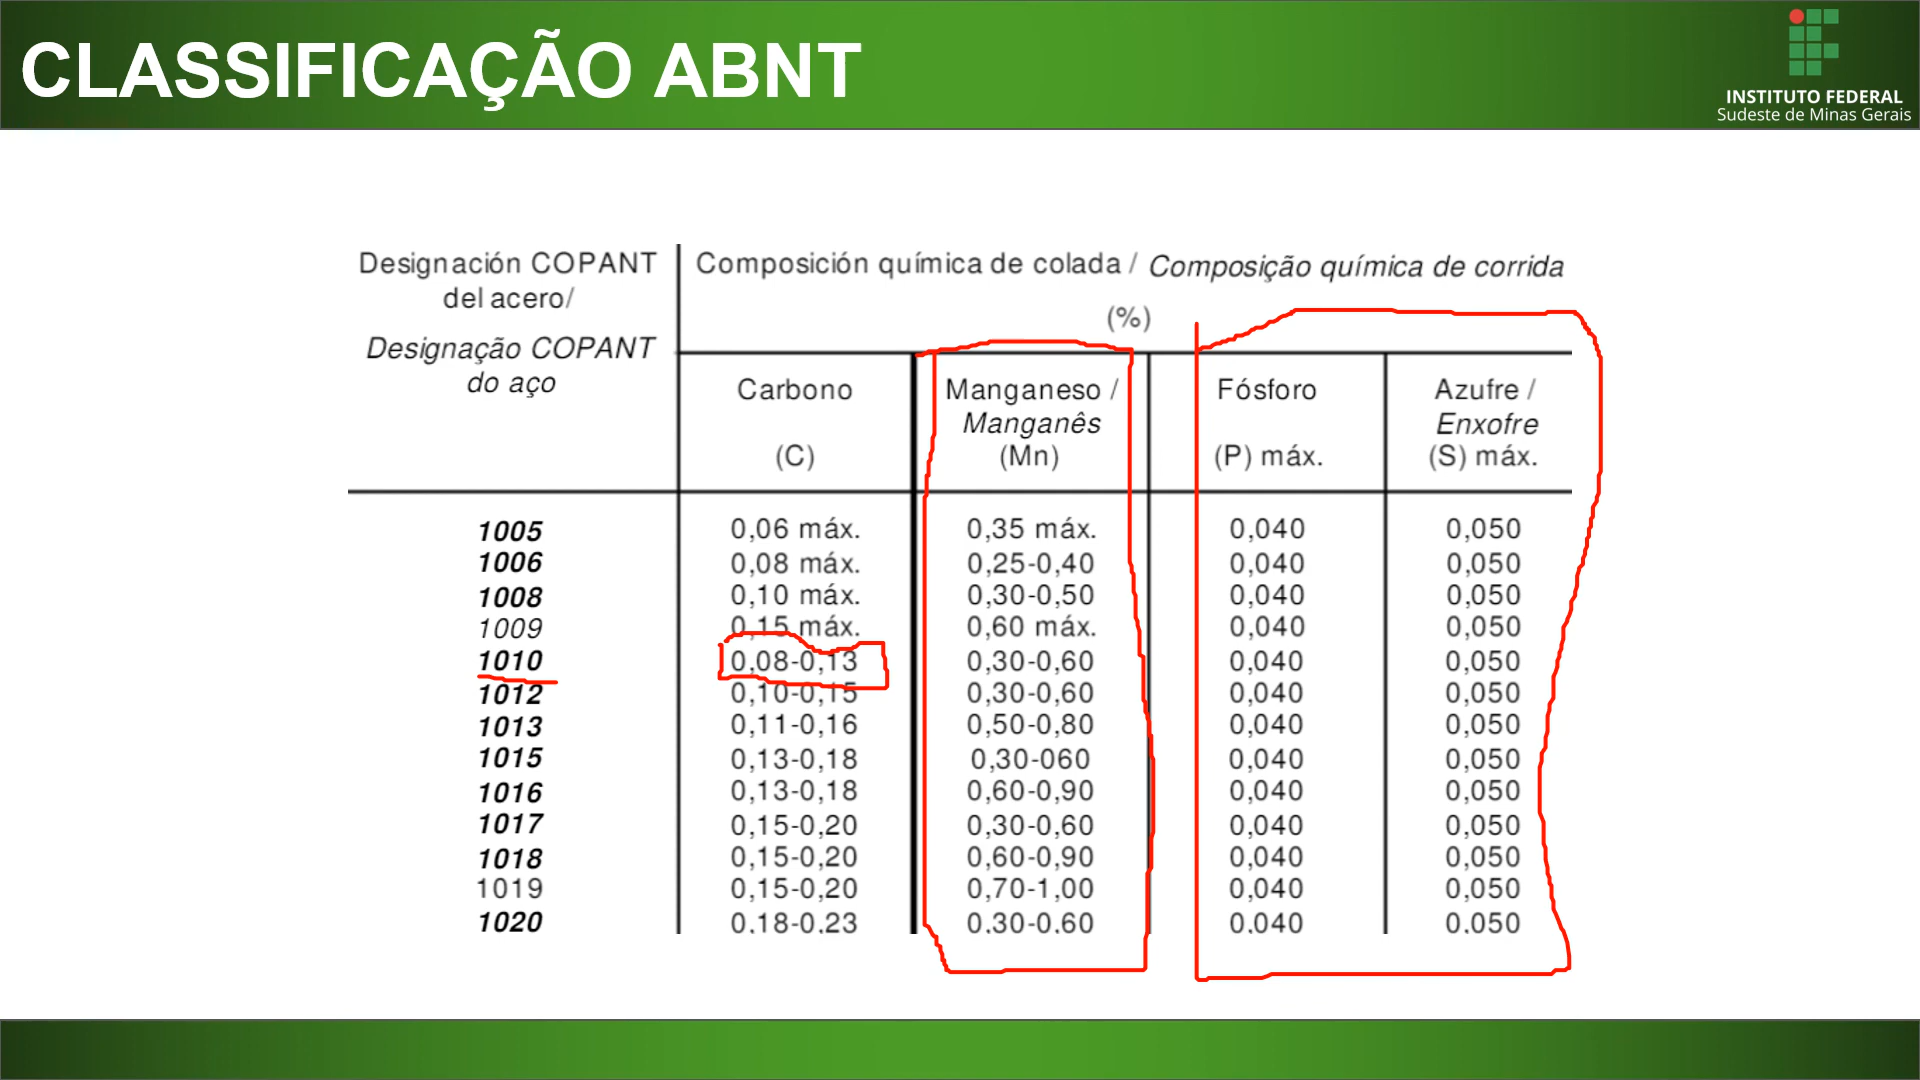 CLASSIFICAÇÃO ABNT
INSTITUTO FEDERAL
Sudeste de Minas Gerais
Designación COPANT
del acero/
Designação COPANT
do aço
Composición química de colada / Composição química de corrida
(%)
Carbono
(C)
Manganeso /
Manganês
(Mn)
Fósforo
(P) máx.
Azufre /
Enxofre
(S) máx.
1005 0,06 máx. 0,35 máx. 0,040 0,050
1006 0,08 máx. 0,25-0,40 0,040 0,050
1008 0,10 máx. 0,30-0,50 0,040 0,050
1009 0,15 máx. 0,60 máx. 0,040 0,050
1010 0,08-0,13 0,30-0,60 0,040 0,050
1012 0,10-0,15 0,30-0,60 0,040 0,050
1013 0,11-0,16 0,50-0,80 0,040 0,050
1015 0,13-0,18 0,30-060 0,040 0,050
1016 0,13-0,18 0,60-0,90 0,040 0,050
1017 0,15-0,20 0,30-0,60 0,040 0,050
1018 0,15-0,20 0,60-0,90 0,040 0,050
1019 0,15-0,20 0,70-1,00 0,040 0,050
1020 0,18-0,23 0,30-0,60 0,040 0,050